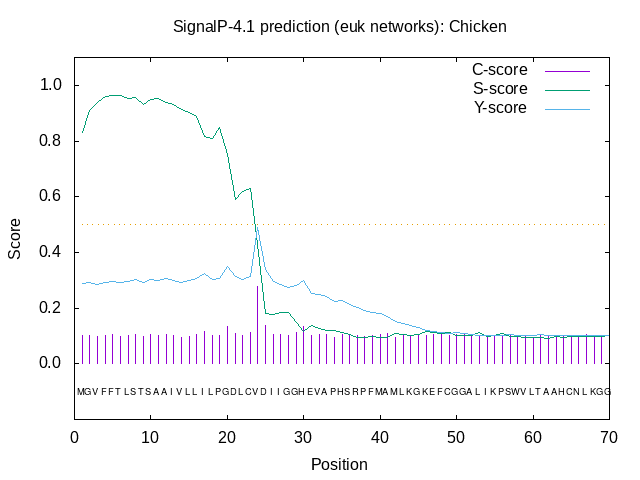 SignalP-4.1 prediction (euk networks): Chicken
C-score
S-score
Y-score
1.0
0.8
0.6
0.4
0.2
0.0
Score
MGVFFTLSTSAAIVLLILPGDLCVDIIGGHEVAPHSRPFMAMLKGKEFCGGALIKPSWVLTAAHCNLKGG
0 10 20 30 40 50 60 70
Position